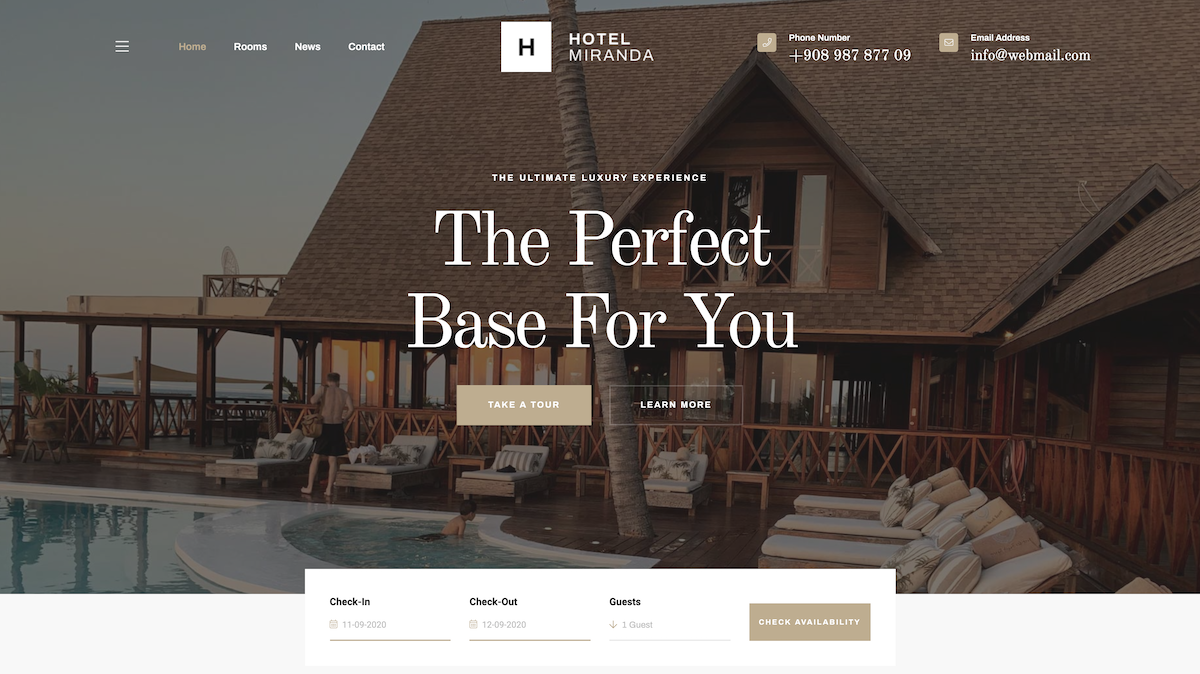 Home
Rooms
News
Contact
H
HOTEL
MIRANDA
Phone Number
+908 987 877 09
Email Address
info@webmail.com
THE ULTIMATE LUXURY EXPERIENCE
The Perfect
Base For You
TAKE A TOUR
LEARN MORE
Check-In
11-09-2020
Check-Out
12-09-2020
Guests
1 Guest
CHECK AVAILABILITY